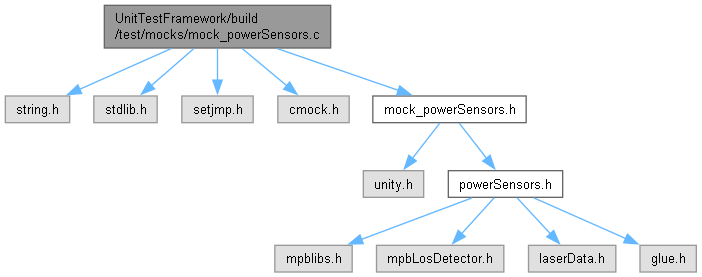 UnitTestFramework/build
/test/mocks/mock_powerSensors.c
string.h
stdlib.h
setjmp.h
cmock.h
mock_powerSensors.h
unity.h
powerSensors.h
mpblibs.h
mpbLosDetector.h
laserData.h
glue.h